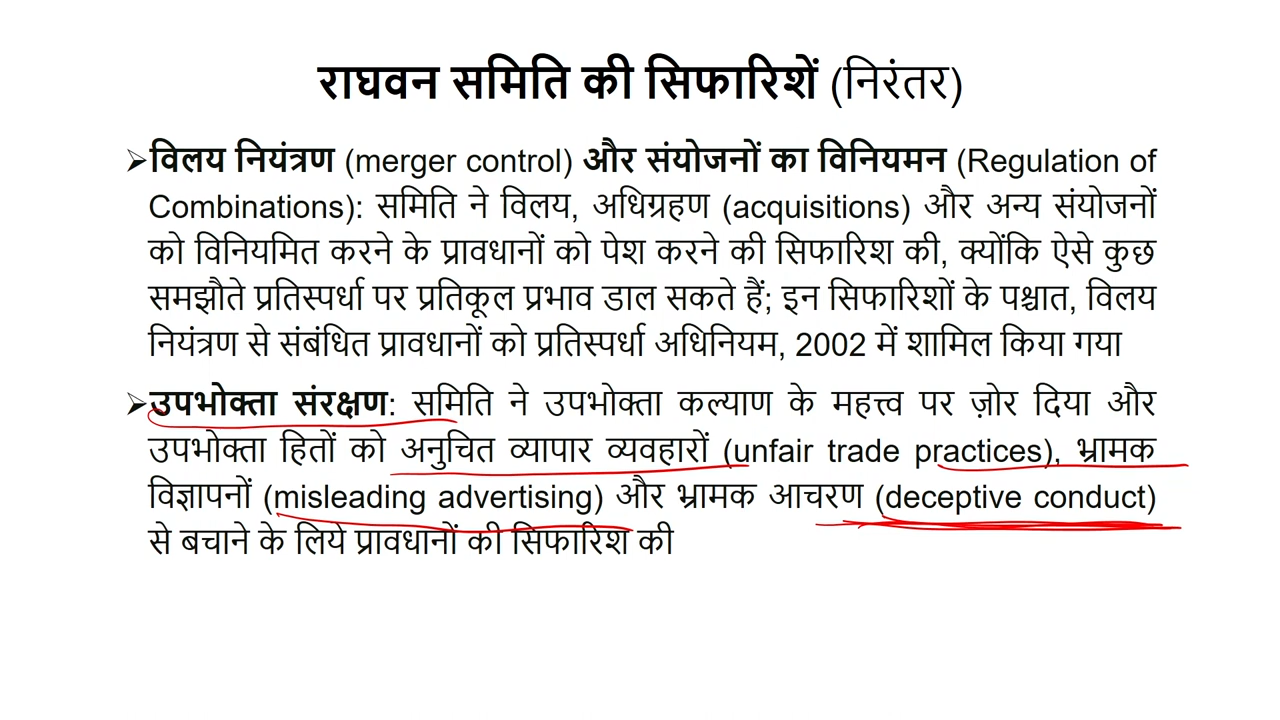 राघवन समिति की सिफारिशें (निरंतर)
➢विलय नियंत्रण (merger control) और संयोजनों का विनियमन (Regulation of
Combinations): समिति ने विलय, अधिग्रहण (acquisitions) और अन्य संयोजनों
को विनियमित करने के प्रावधानों को पेश करने की सिफारिश की, क्योंकि ऐसे कुछ
समझौते प्रतिस्पर्धा पर प्रतिकूल प्रभाव डाल सकते हैं; इन सिफारिशों के पश्चात, विलय
नियंत्रण से संबंधित प्रावधानों को प्रतिस्पर्धा अधिनियम, 2002 में शामिल किया गया
➢उपभोक्ता संरक्षण: समिति ने उपभोक्ता कल्याण के महत्त्व पर ज़ोर दिया और
उपभोक्ता हितों को अनुचित व्यापार व्यवहारों (unfair trade practices), भ्रामक
विज्ञापनों (misleading advertising) और भ्रामक आचरण (deceptive conduct)
से बचाने के लिये प्रावधानों की सिफारिश की